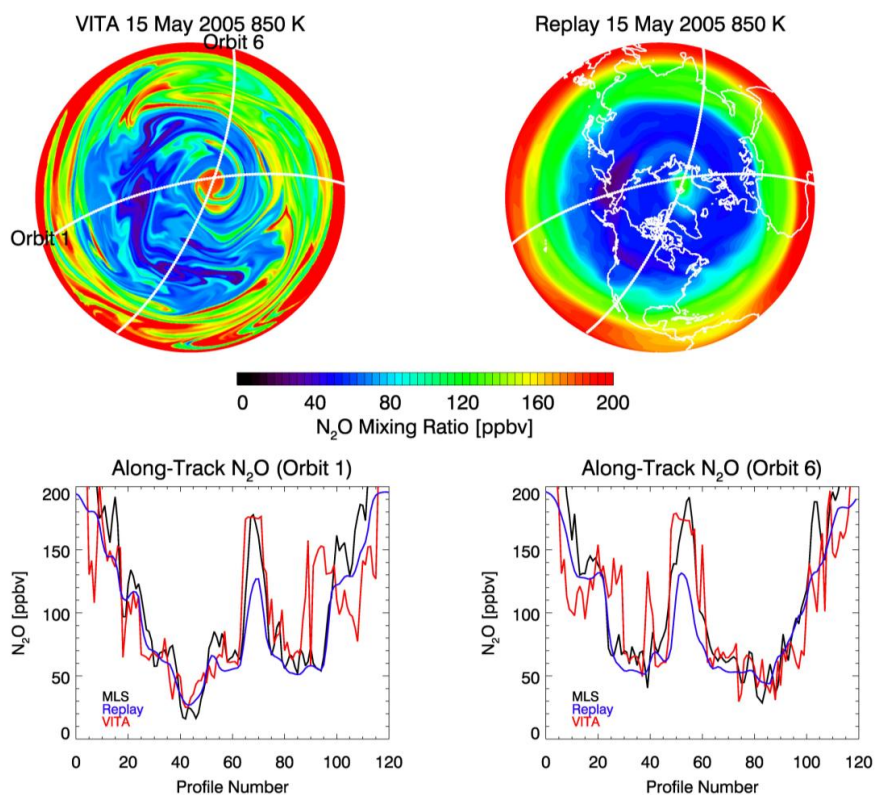 VITA 15 May 2005 850 K
Orbit 6
Orbit 1
Replay 15 May 2005 850 K
0 40 80 120 160 200
N₂O Mixing Ratio [ppbv]
Along-Track N₂O (Orbit 1)
200
150
100
50
0
N₂O [ppbv]
MLS
Replay
VITA
0 20 40 60 80 100 120
Profile Number
Along-Track N₂O (Orbit 6)
200
150
100
50
0
N₂O [ppbv]
MLS
Replay
VITA
0 20 40 60 80 100 120
Profile Number